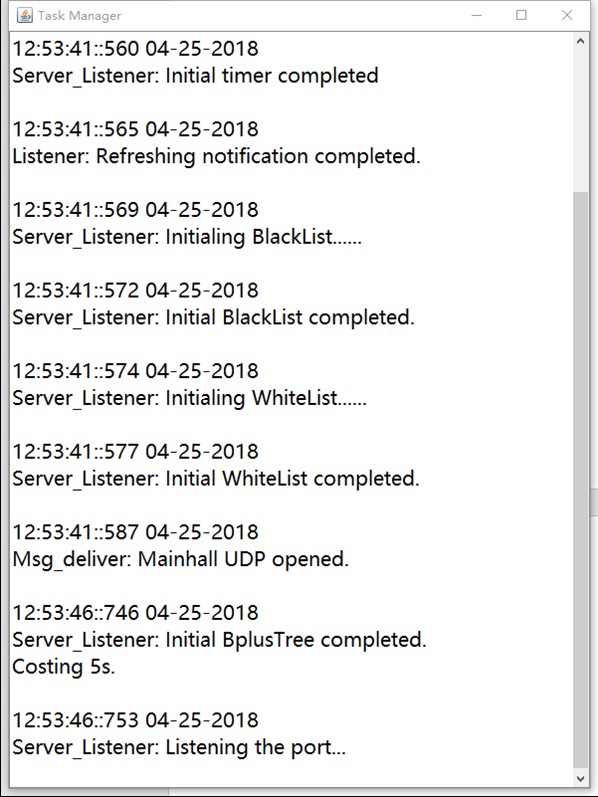 Task Manager
12:53:41::560 04-25-2018
Server_Listener: Initial timer completed
12:53:41::565 04-25-2018
Listener: Refreshing notification completed.
12:53:41::569 04-25-2018
Server_Listener: Initialing BlackList......
12:53:41::572 04-25-2018
Server_Listener: Initial BlackList completed.
12:53:41::574 04-25-2018
Server_Listener: Initialing WhiteList......
12:53:41::577 04-25-2018
Server_Listener: Initial WhiteList completed.
12:53:41::587 04-25-2018
Msg_deliver: Mainhall UDP opened.
12:53:46::746 04-25-2018
Server_Listener: Initial BplusTree completed.
Costing 5s.
12:53:46::753 04-25-2018
Server_Listener: Listening the port...